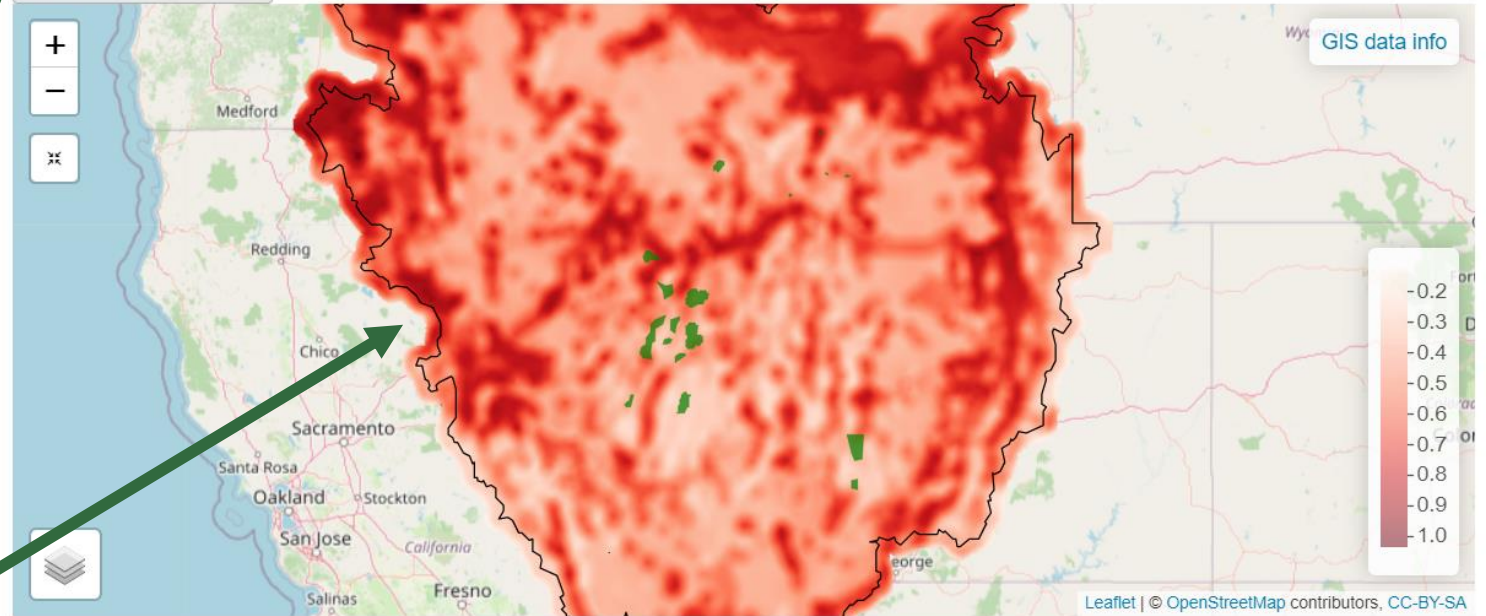 +
−
GIS data info
Medford
Redding
Chico
Sacramento
Santa Rosa
Oakland
Stockton
San Jose
California
Fresno
Salinas
eorge
-0.2
-0.3
-0.4
-0.5
-0.6
-0.7
-0.8
-0.9
-1.0
Leaflet | © OpenStreetMap contributors, CC-BY-SA